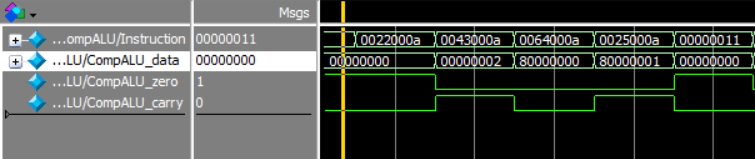 Msgs
...ompALU/Instruction 00000011 0022000a 0043000a 0064000a 0025000a 00000011
...LU/CompALU_data 00000000 00000000 00000002 80000000 80000001 00000000
...LU/CompALU_zero 1
...LU/CompALU_carry 0